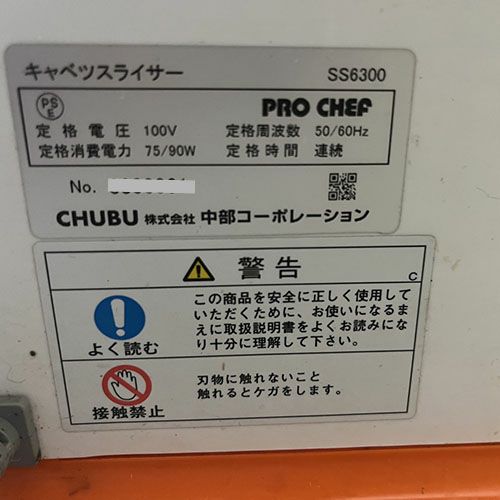 キャベツスライサー SS6300
PS
E
PRO CHEF
定格電圧 100V 定格周波数 50/60Hz
定格消費電力 75/90W 定格時間 連続
No.
CHUBU 株式会社 中部コーポレーション
警告
C
この商品を安全に正しく使用して
いただくために、お使いになるま
えに取扱説明書をよくお読みにな
り十分に理解して下さい。
よく読む
刃物に触れないこと
触れるとケガをします。
接触禁止